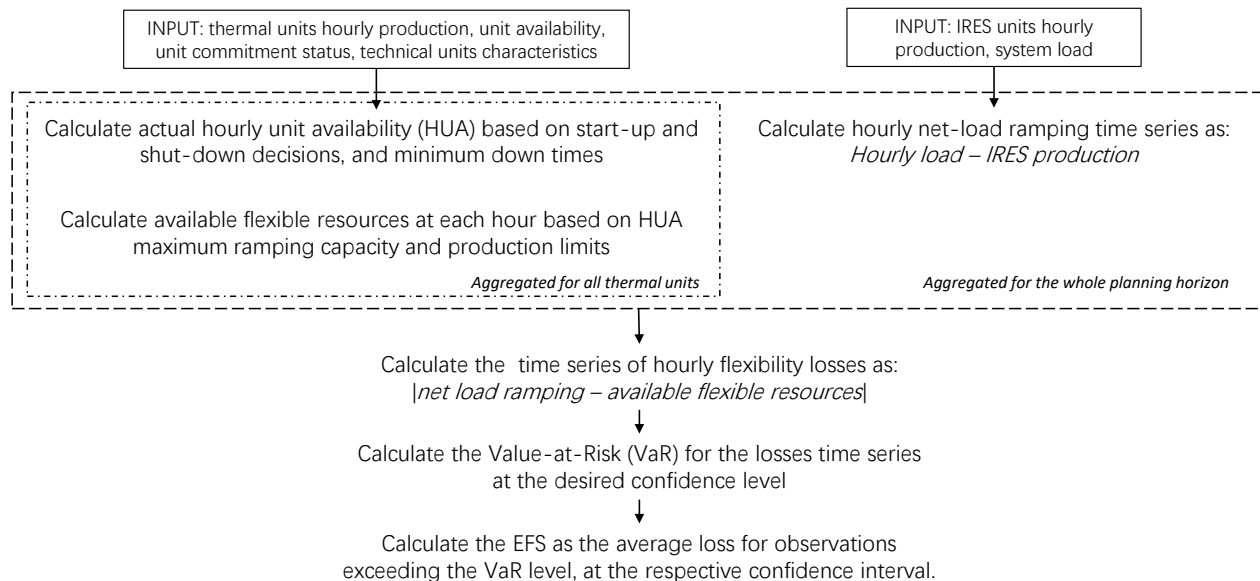 INPUT: thermal units hourly production, unit availability,
unit commitment status, technical units characteristics
INPUT: IRES units hourly
production, system load
Calculate actual hourly unit availability (HUA) based on start-up and
shut-down decisions, and minimum down times
Calculate available flexible resources at each hour based on HUA
maximum ramping capacity and production limits
Aggregated for all thermal units
Calculate hourly net-load ramping time series as:
Hourly load – IRES production
Aggregated for the whole planning horizon
Calculate the time series of hourly flexibility losses as:
|net load ramping – available flexible resources|
Calculate the Value-at-Risk (VaR) for the losses time series
at the desired confidence level
Calculate the EFS as the average loss for observations
exceeding the VaR level, at the respective confidence interval.